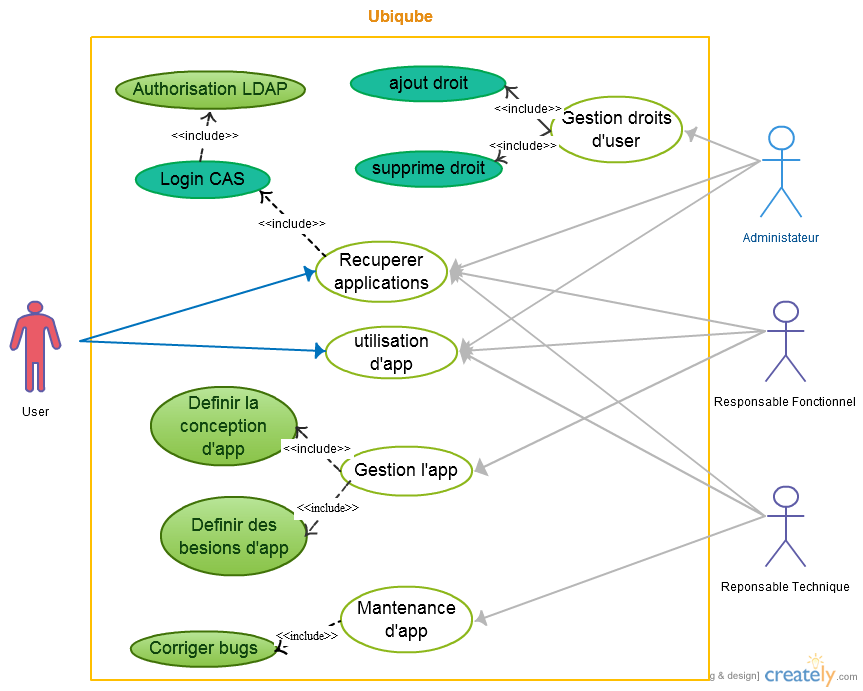 Ubiqube
Authorisation LDAP
ajout droit
<<include>>
Gestion droits
d'user
<<include>>
<<include>>
supprime droit
Login CAS
<<include>>
Administateur
Recuperer
applications
User
utilisation
d'app
Responsable Fonctionnel
Definir la
conception
d'app
<<include>>
Gestion l'app
<<include>>
Definir des
besions d'app
Reponsable Technique
Mantenance
d'app
<<include>>
Corriger bugs
g & design]
creately.com